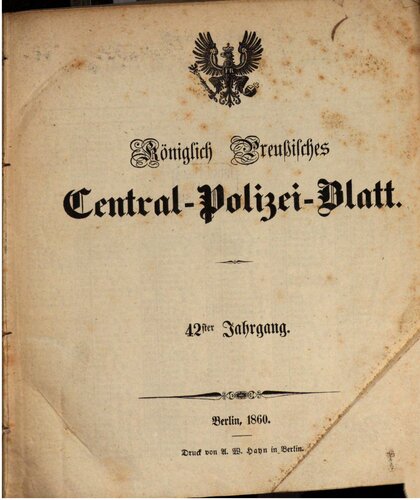 Königlich Preußisches
Central-Polizei-Blatt.
42ster Jahrgang.
Berlin, 1860.
Druck von A. W. Hayn in Berlin.